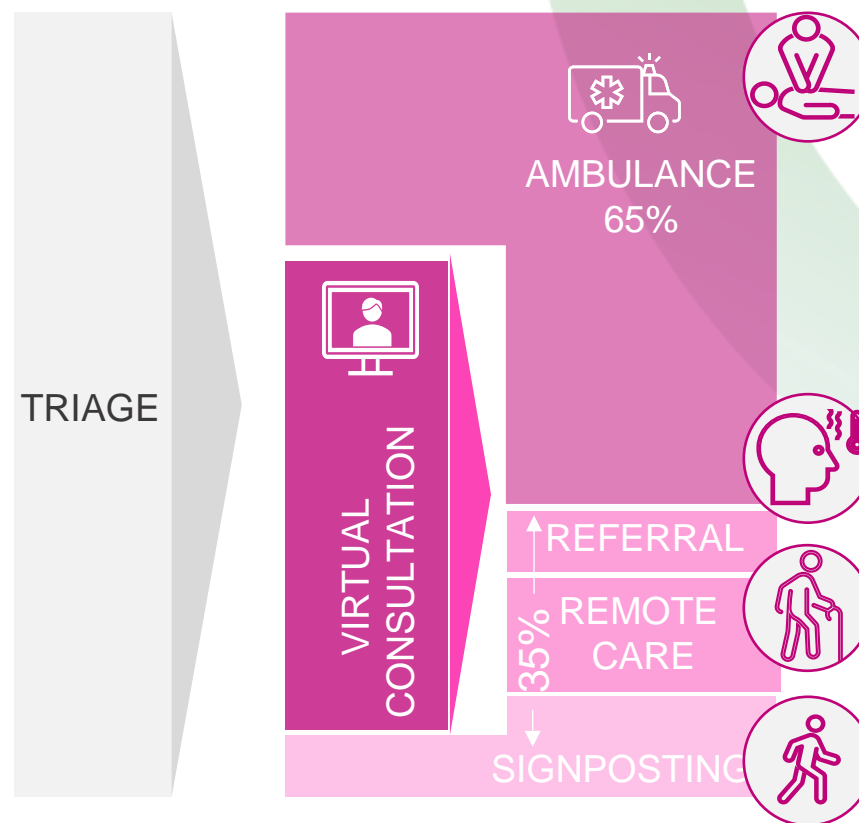 AMBULANCE
65%
TRIAGE
VIRTUAL
CONSULTATION
REFERRAL
35%
REMOTE
CARE
SIGNPOSTING